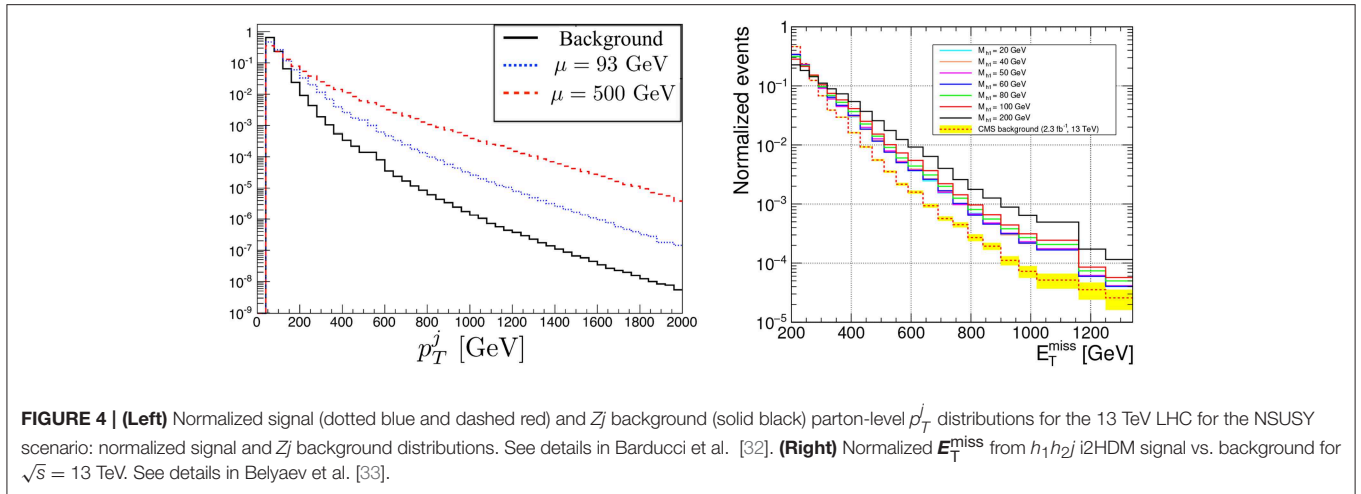 1
10⁻¹
10⁻²
10⁻³
10⁻⁴
10⁻⁵
10⁻⁶
10⁻⁷
10⁻⁸
10⁻⁹
0 200 400 600 800 1000 1200 1400 1600 1800 2000
Background
μ = 93 GeV
μ = 500 GeV
p_T^j [GeV]
Normalized events
1
10⁻¹
10⁻²
10⁻³
10⁻⁴
10⁻⁵
200 400 600 800 1000 1200
M_h1 = 20 GeV
M_h1 = 40 GeV
M_h1 = 50 GeV
M_h1 = 60 GeV
M_h1 = 80 GeV
M_h1 = 100 GeV
M_h1 = 200 GeV
CMS background (2.3 fb⁻¹, 13 TeV)
E_T^miss [GeV]
FIGURE 4 | (Left) Normalized signal (dotted blue and dashed red) and Zj background (solid black) parton-level p_T^j distributions for the 13 TeV LHC for the NSUSY
scenario: normalized signal and Zj background distributions. See details in Barducci et al. [32]. (Right) Normalized E_T^miss from h₁h₂j i2HDM signal vs. background for
√s = 13 TeV. See details in Belyaev et al. [33].